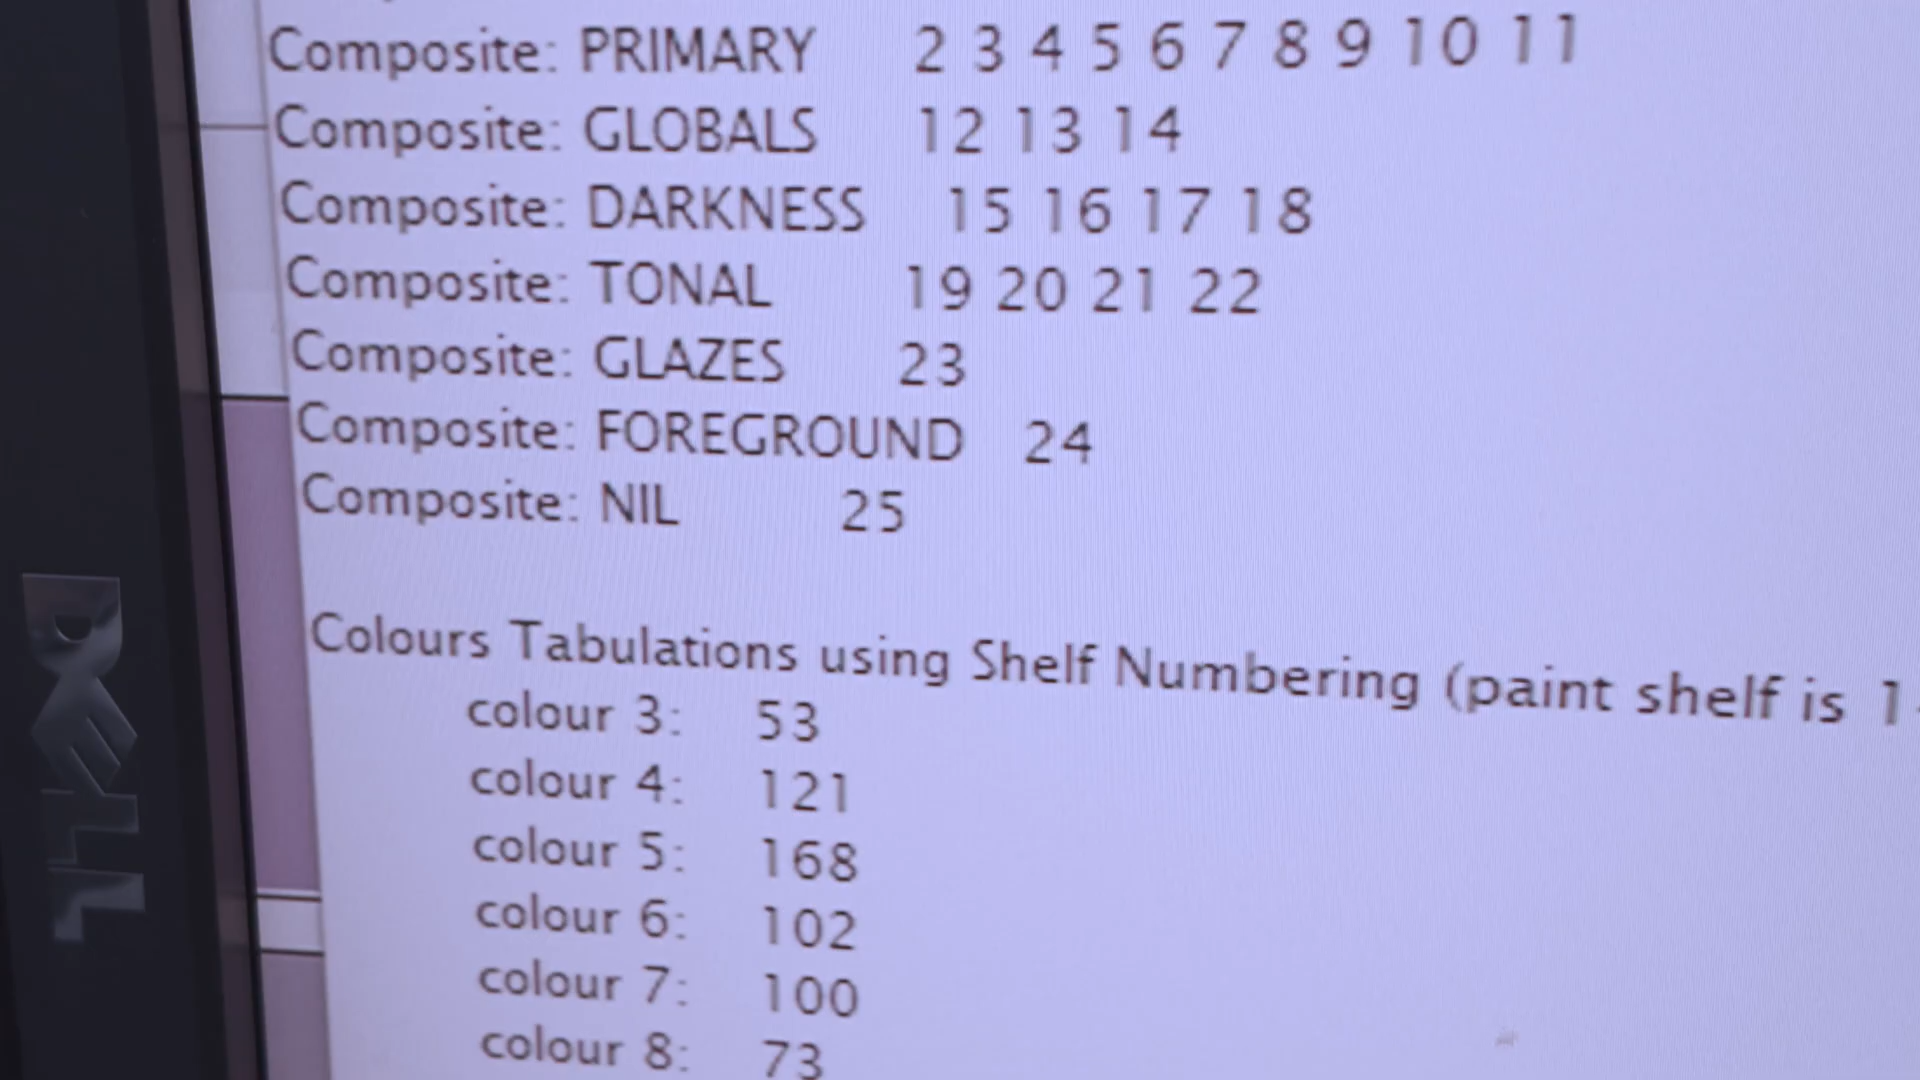 Composite: PRIMARY 2 3 4 5 6 7 8 9 10 11
Composite: GLOBALS 12 13 14
Composite: DARKNESS 15 16 17 18
Composite: TONAL 19 20 21 22
Composite: GLAZES 23
Composite: FOREGROUND 24
Composite: NIL 25
Colours Tabulations using Shelf Numbering (paint shelf is 1
colour 3: 53
colour 4: 121
colour 5: 168
colour 6: 102
colour 7: 100
colour 8: 73
DELL